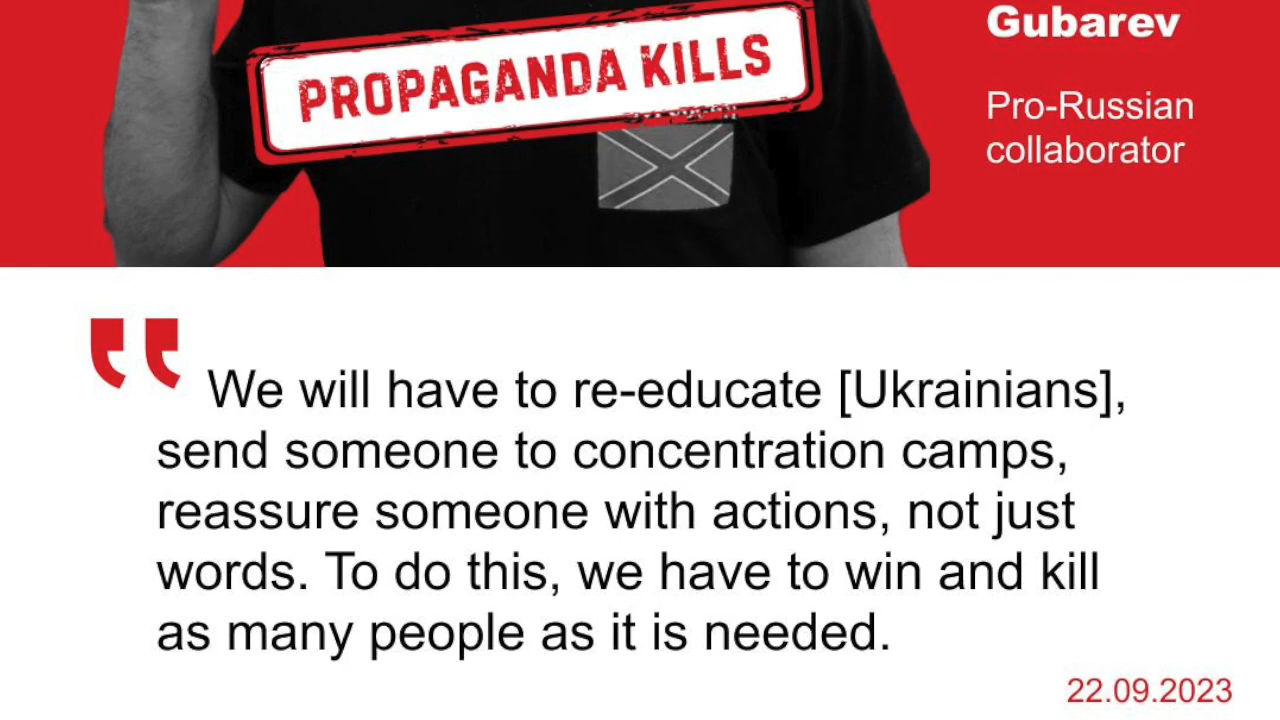 Gubarev
PROPAGANDA KILLS
Pro-Russian
collaborator
We will have to re-educate [Ukrainians],
send someone to concentration camps,
reassure someone with actions, not just
words. To do this, we have to win and kill
as many people as it is needed.
22.09.2023